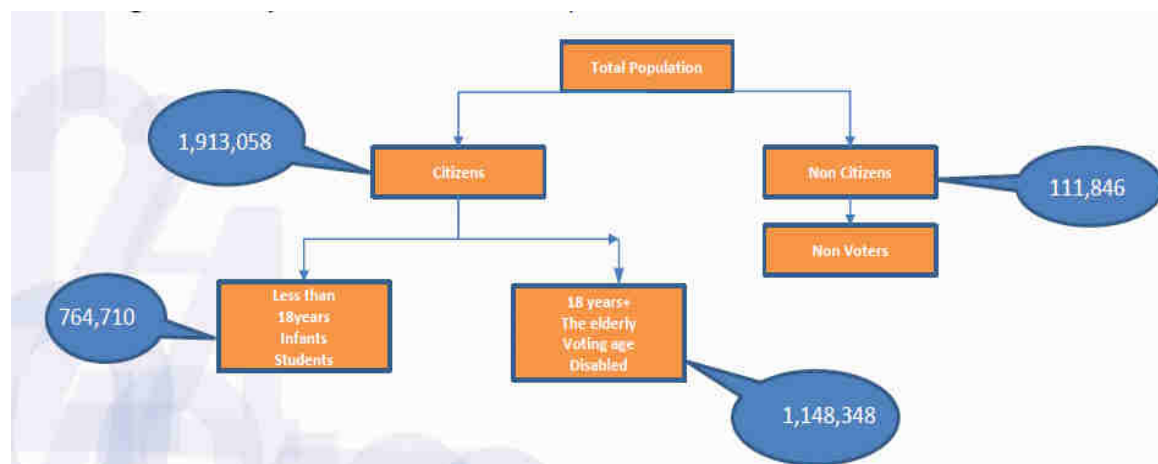 Total Population
1,913,058
Citizens
Non Citizens
111,846
Non Voters
764,710
Less than
18years
Infants
Students
18 years+
The elderly
Voting age
Disabled
1,148,348